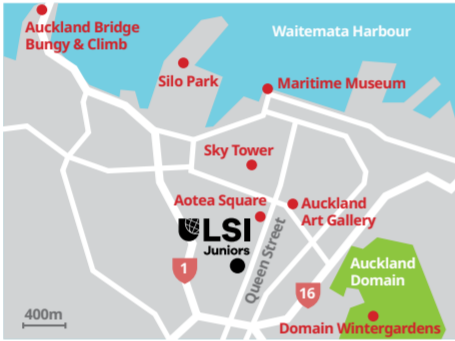 Auckland Bridge
Bungy & Climb
Waitemata Harbour
Silo Park
Maritime Museum
Sky Tower
Aotea Square
Auckland
Art Gallery
LSI
Juniors
Queen Street
1
16
Auckland
Domain
Domain Wintergardens
400m